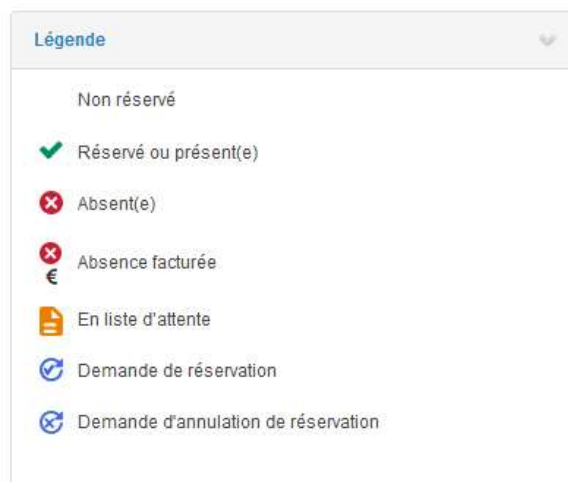 Légende
Non réservé
Réservé ou présent(e)
Absent(e)
€
Absence facturée
En liste d'attente
Demande de réservation
Demande d'annulation de réservation